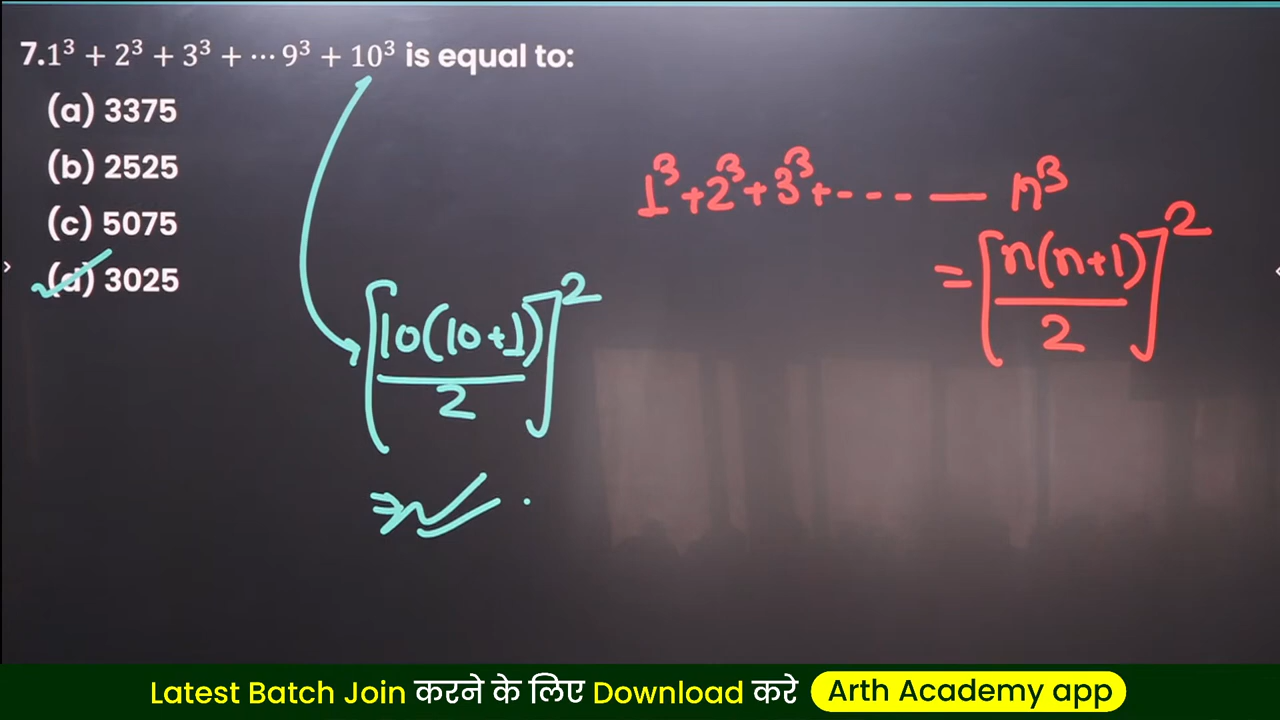 7.1³ + 2³ + 3³ + ⋯ 9³ + 10³ is equal to:
(a) 3375
(b) 2525
(c) 5075
(d) 3025
1³+2³+3³+---— n³
= [n(n+1)/2]²
[10(10+1)/2]²
⇒
Latest Batch Join करने के लिए Download करे Arth Academy app